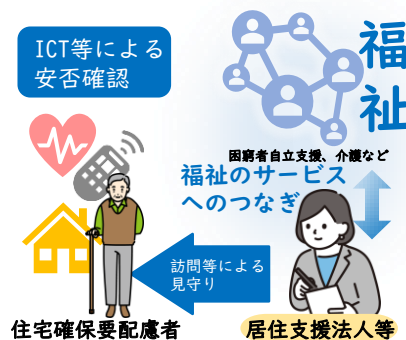 ICT等による
安否確認
福
祉
困窮者自立支援、介護など
福祉のサービス
へのつなぎ
訪問等による
見守り
住宅確保要配慮者
居住支援法人等